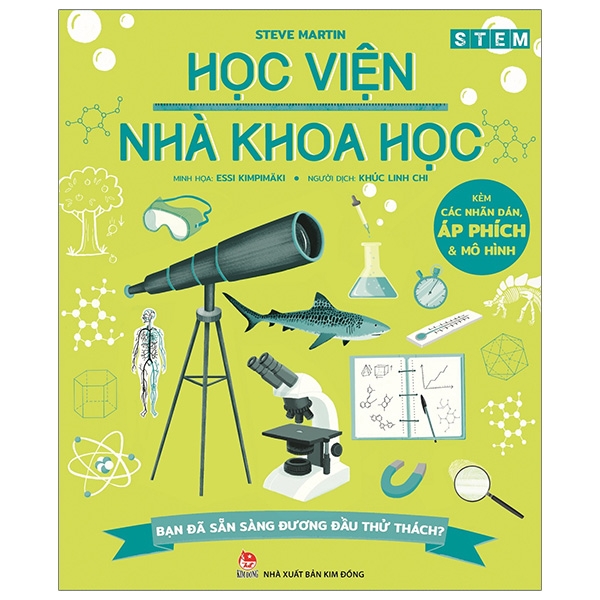 STEVE MARTIN
STEM
HỌC VIỆN
NHÀ KHOA HỌC
MINH HỌA: ESSI KIMPIMÄKI • NGƯỜI DỊCH: KHÚC LINH CHI
KÈM
CÁC NHÃN DÁN,
ÁP PHÍCH
& MÔ HÌNH
BẠN ĐÃ SẴN SÀNG ĐƯƠNG ĐẦU THỬ THÁCH?
KIM ĐỒNG
NHÀ XUẤT BẢN KIM ĐỒNG